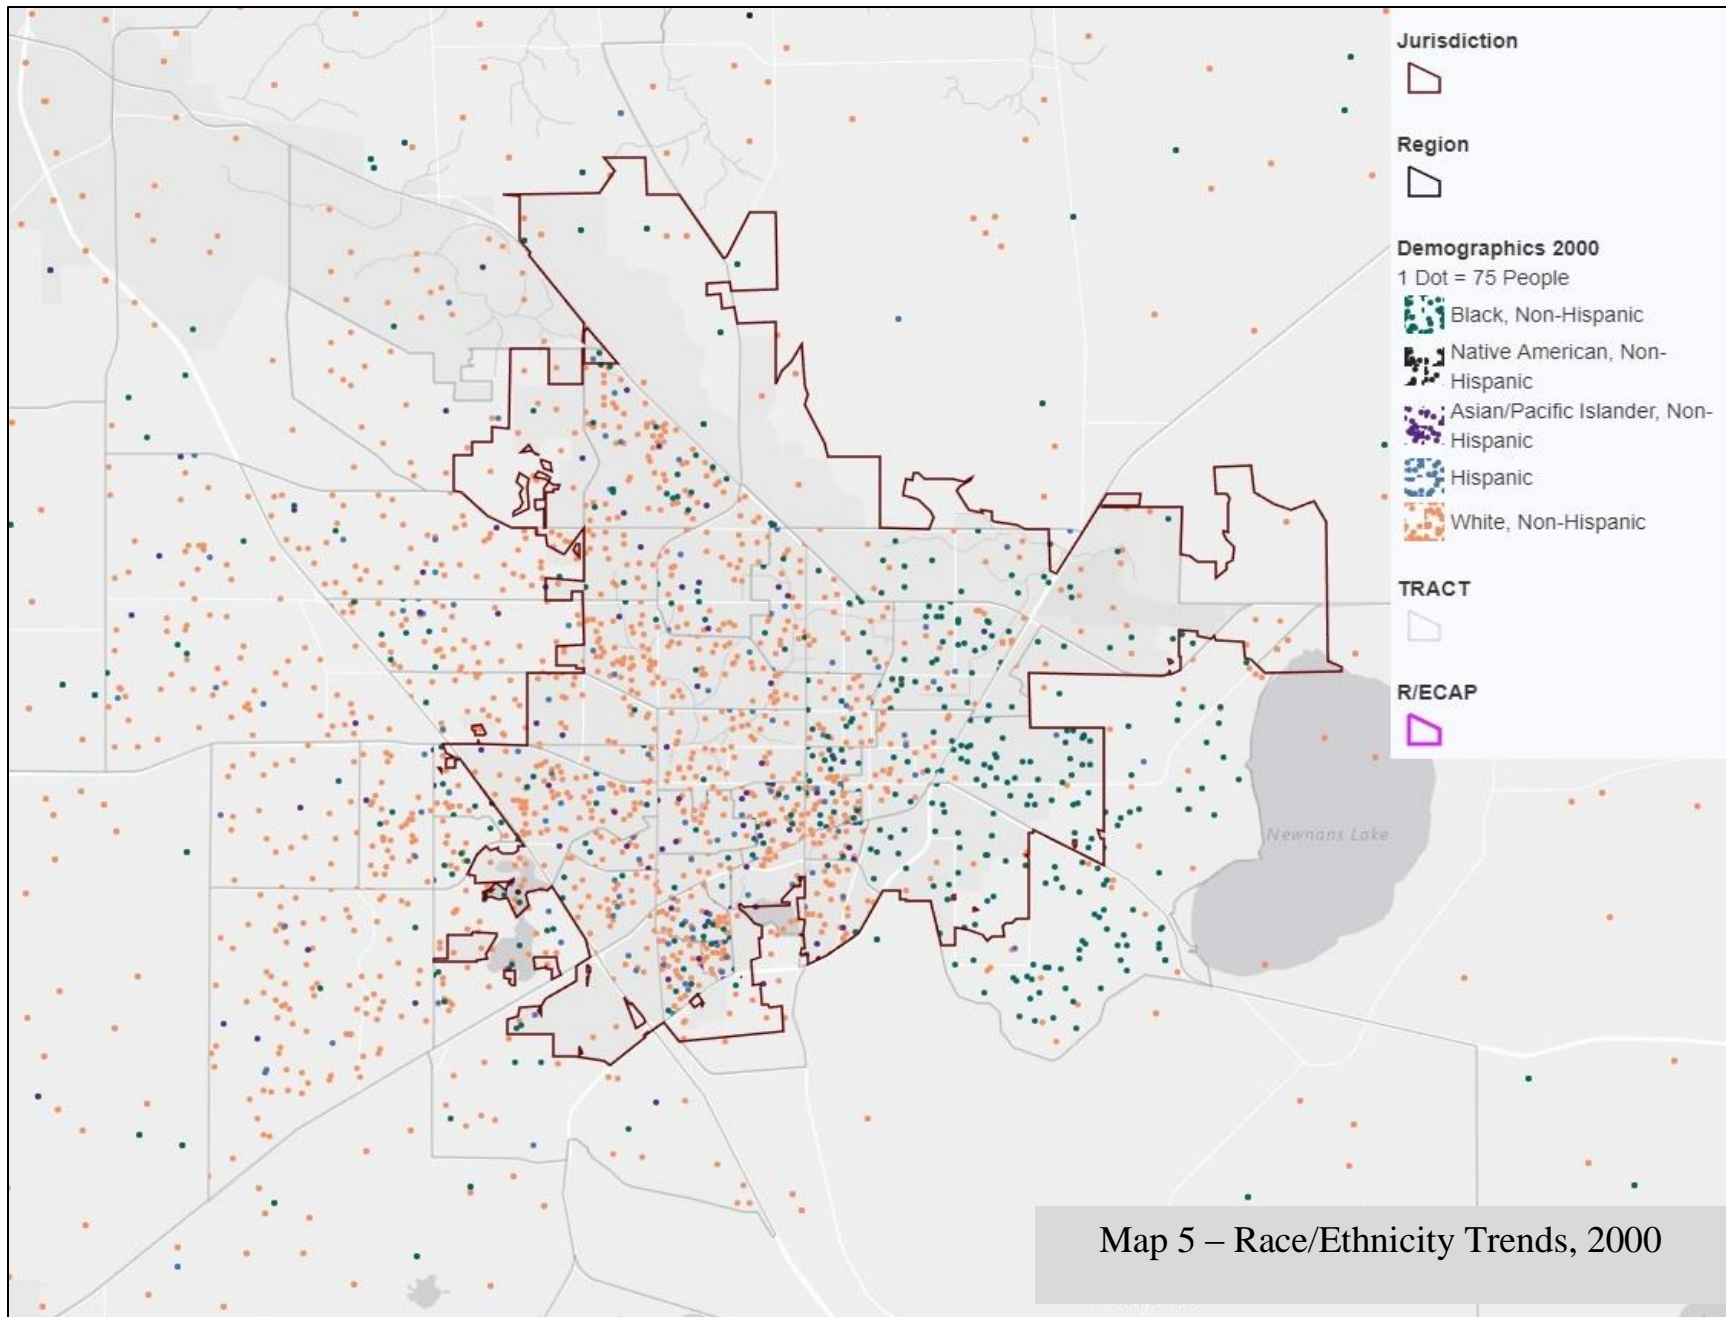 Jurisdiction
Region
Demographics 2000
1 Dot = 75 People
Black, Non-Hispanic
Native American, Non-
Hispanic
Asian/Pacific Islander, Non-
Hispanic
Hispanic
White, Non-Hispanic
TRACT
R/ECAP
Newnans Lake
Map 5 – Race/Ethnicity Trends, 2000